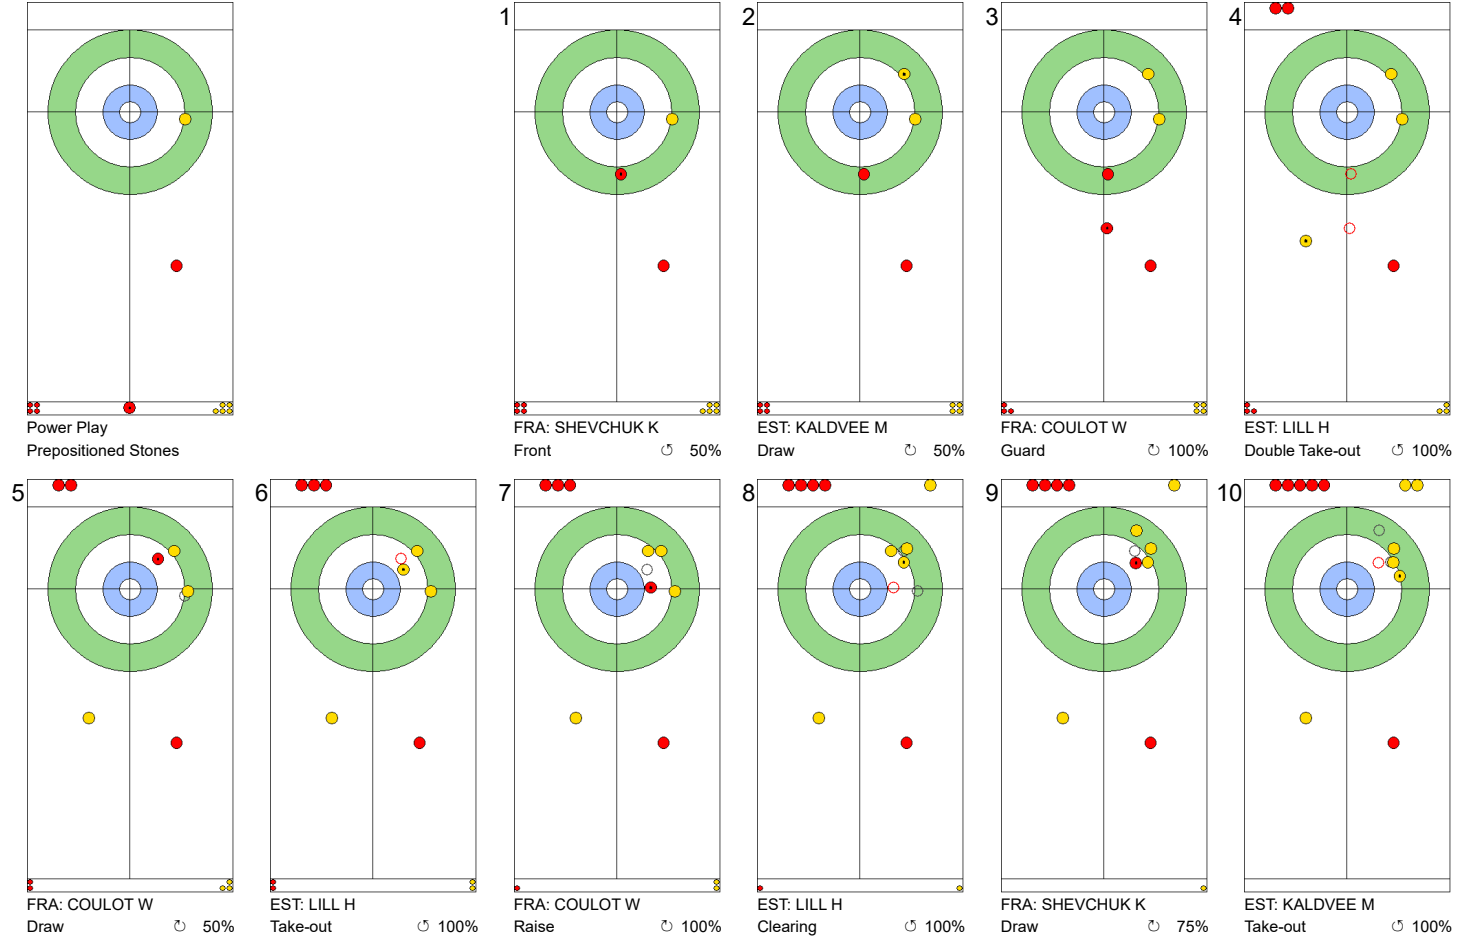 1
2
3
4
Power Play
Prepositioned Stones
FRA: SHEVCHUK K
Front ↺ 50%
EST: KALDVEE M
Draw ↻ 50%
FRA: COULOT W
Guard ↻ 100%
EST: LILL H
Double Take-out ↺ 100%
5
6
7
8
9
10
FRA: COULOT W
Draw ↻ 50%
EST: LILL H
Take-out ↺ 100%
FRA: COULOT W
Raise ↻ 100%
EST: LILL H
Clearing ↻ 100%
FRA: SHEVCHUK K
Draw ↻ 75%
EST: KALDVEE M
Take-out ↺ 100%